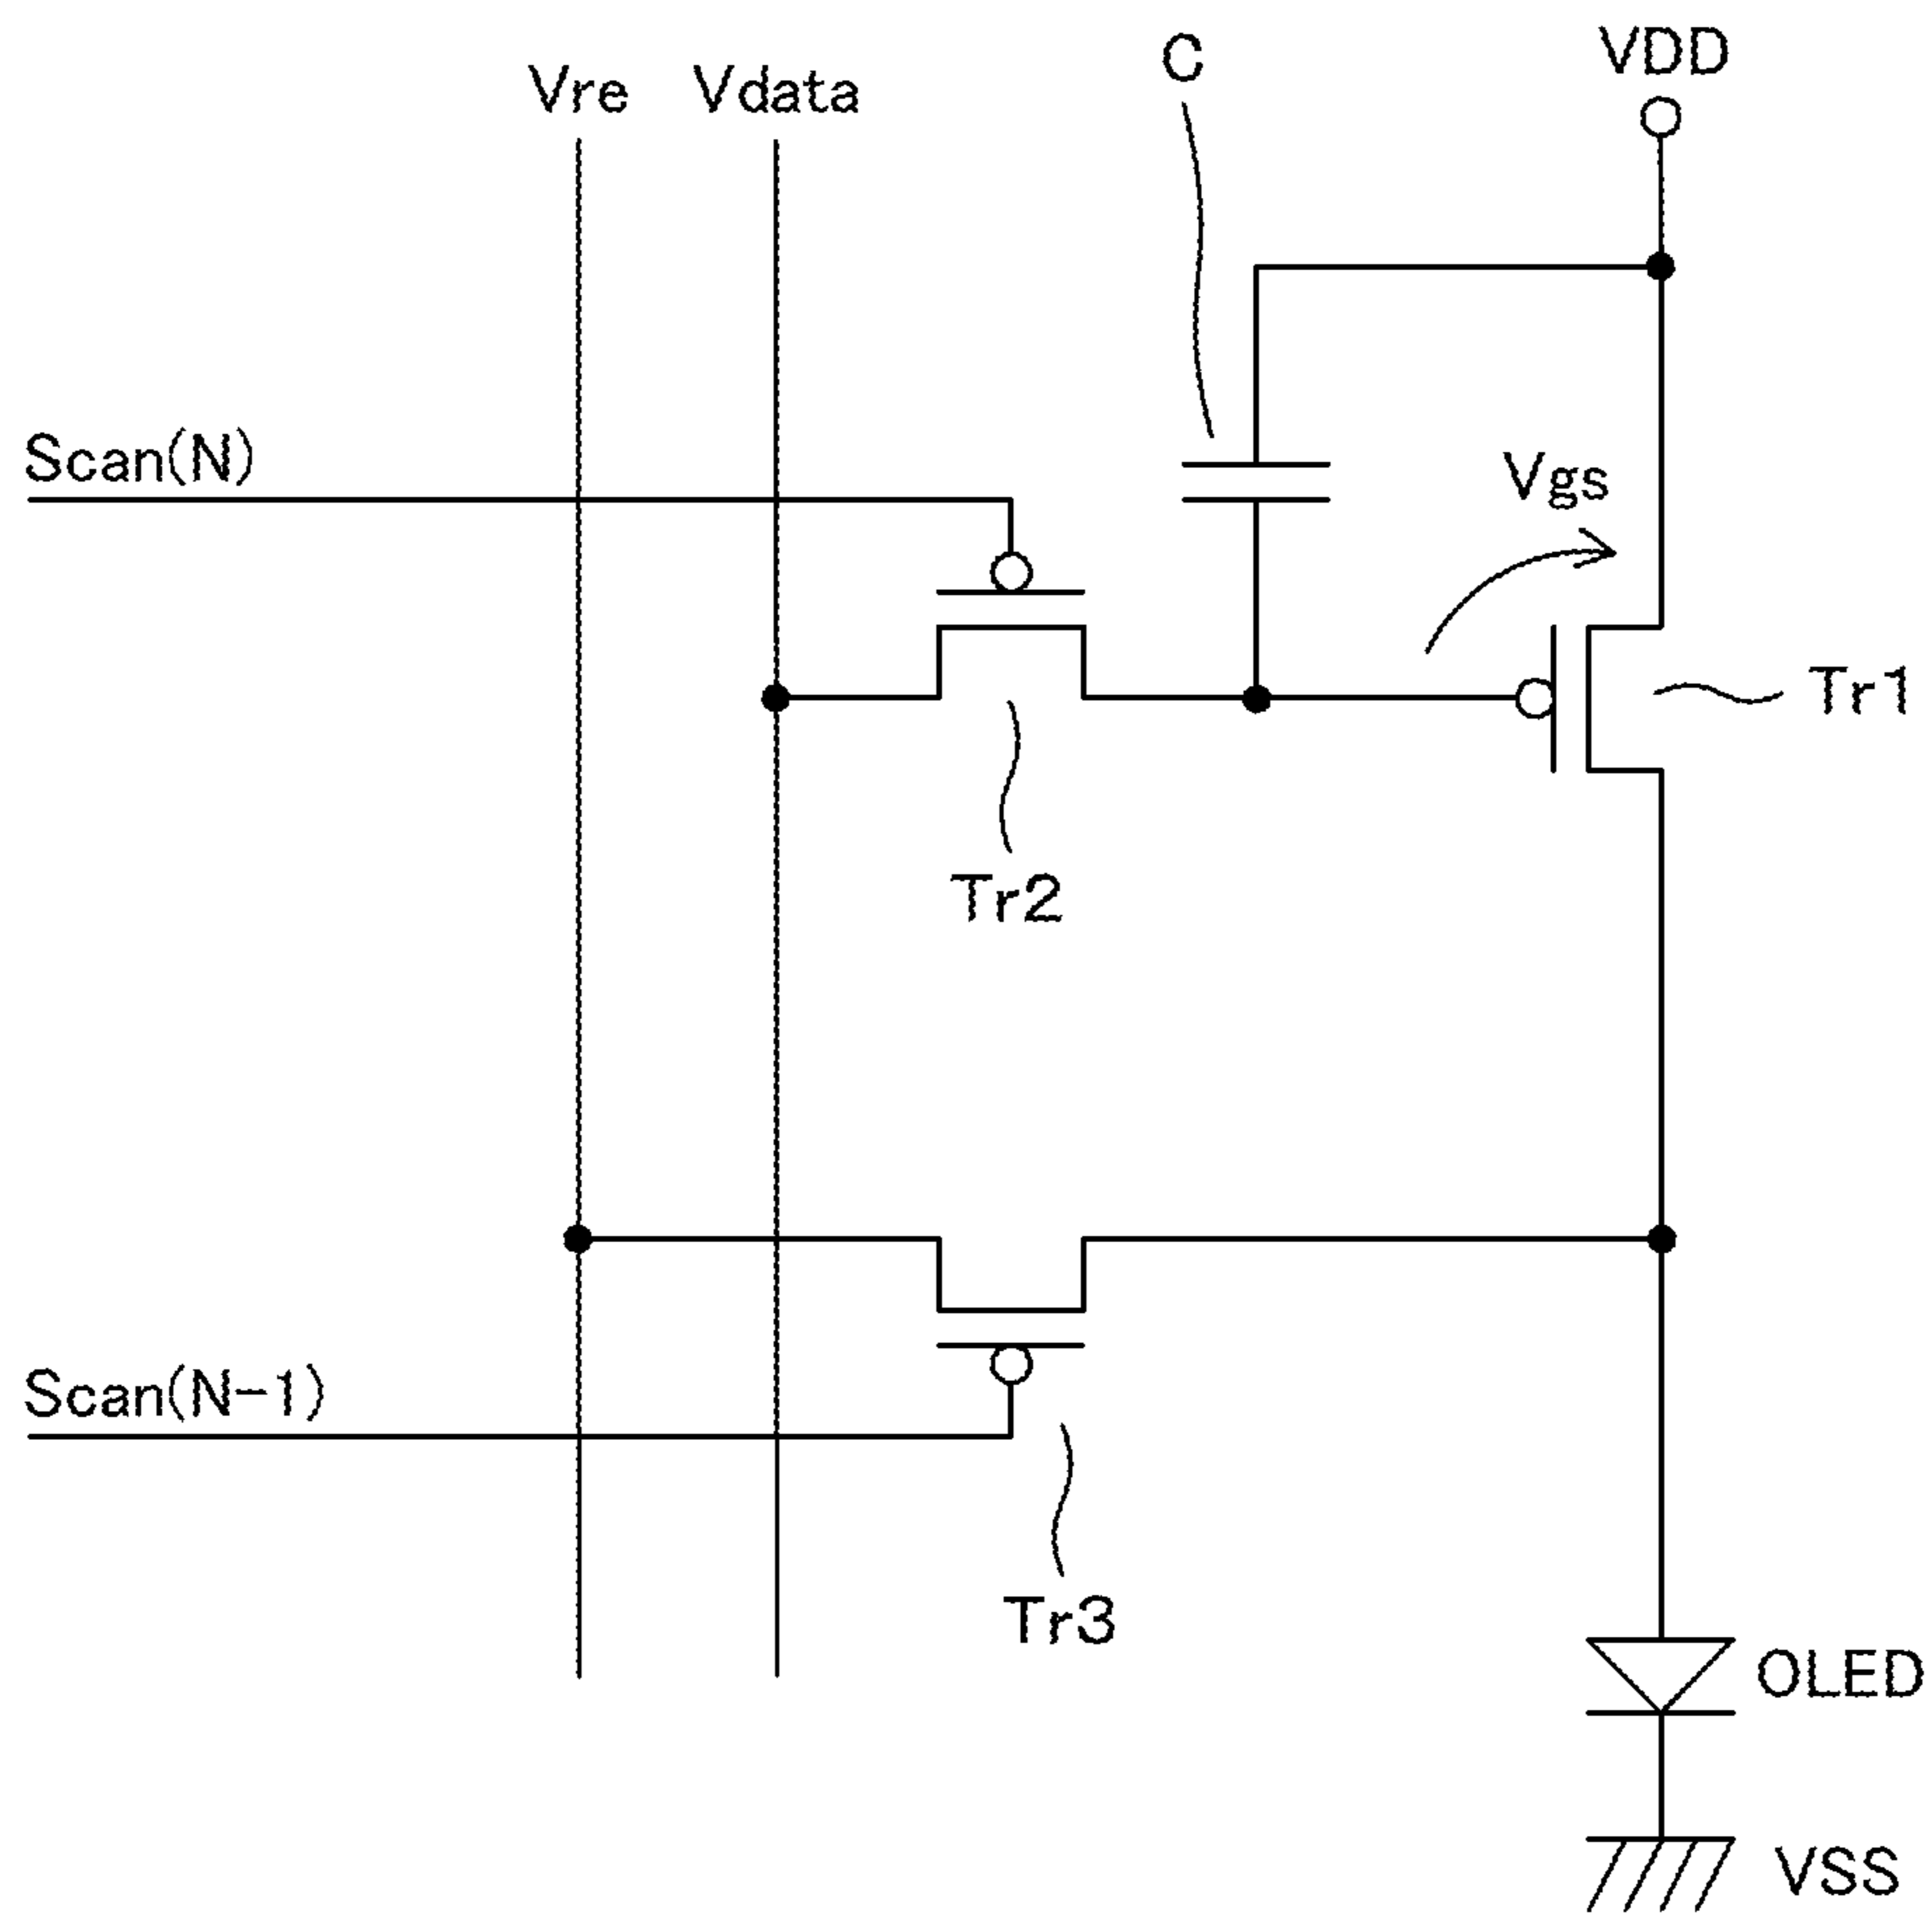 Vre
Vdata
C
VDD
Scan(N)
Vgs
Tr1
Tr2
Scan(N-1)
Tr3
OLED
VSS